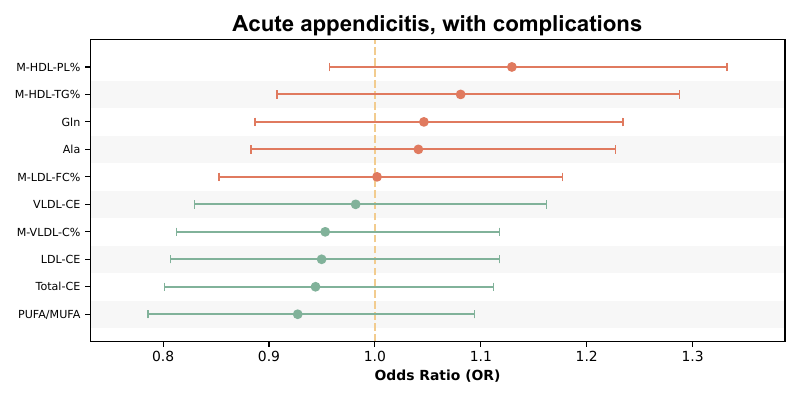 Acute appendicitis, with complications
M-HDL-PL%
M-HDL-TG%
Gln
Ala
M-LDL-FC%
VLDL-CE
M-VLDL-C%
LDL-CE
Total-CE
PUFA/MUFA
0.8 0.9 1.0 1.1 1.2 1.3
Odds Ratio (OR)